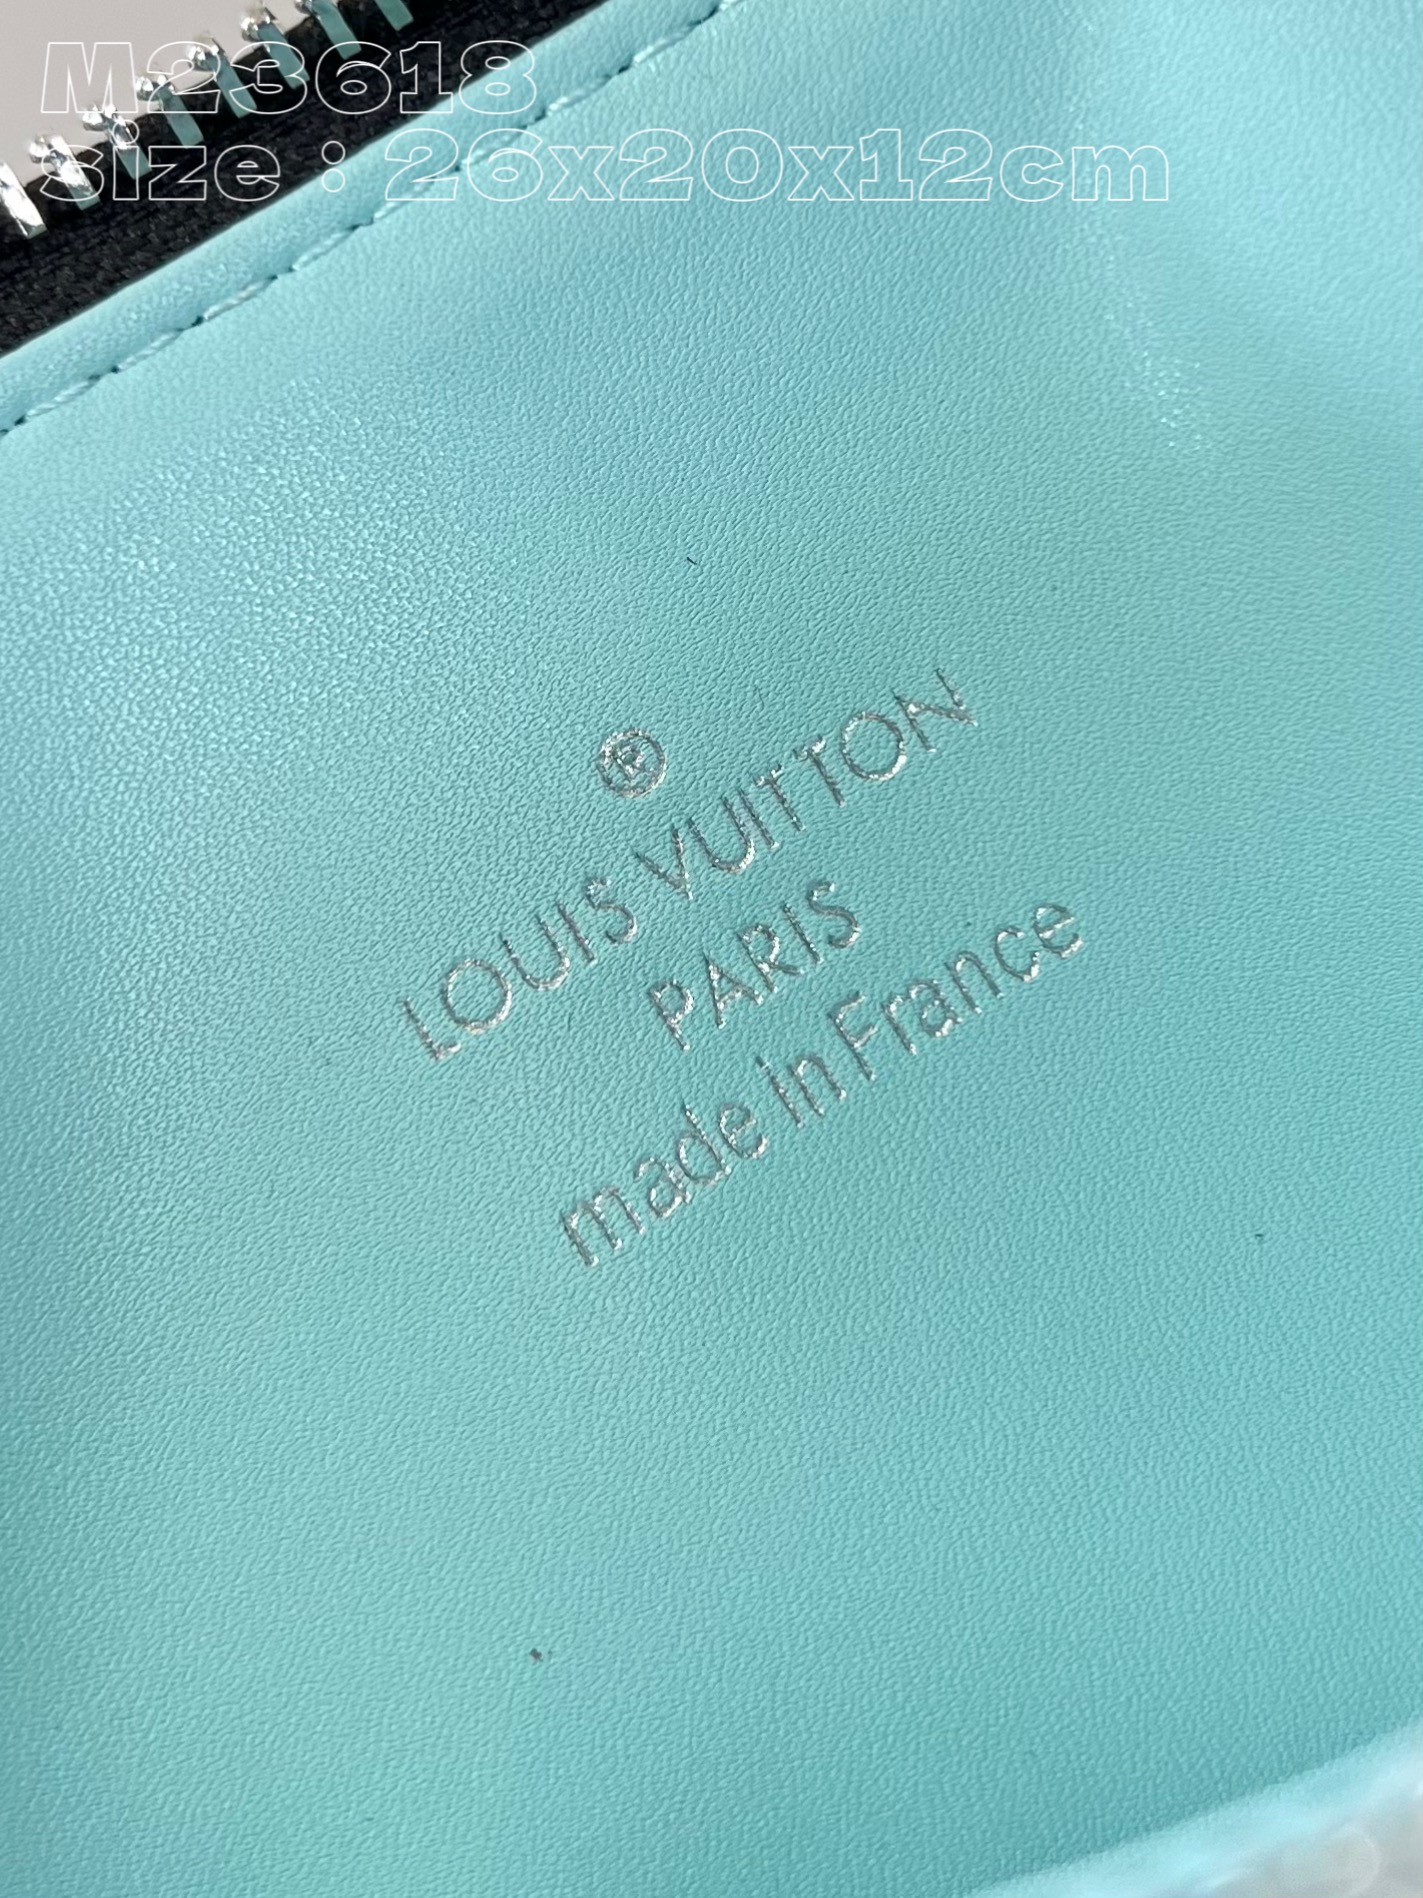 M23618
size : 26x20x12cm
®
LOUIS VUITTON
PARIS
made In France